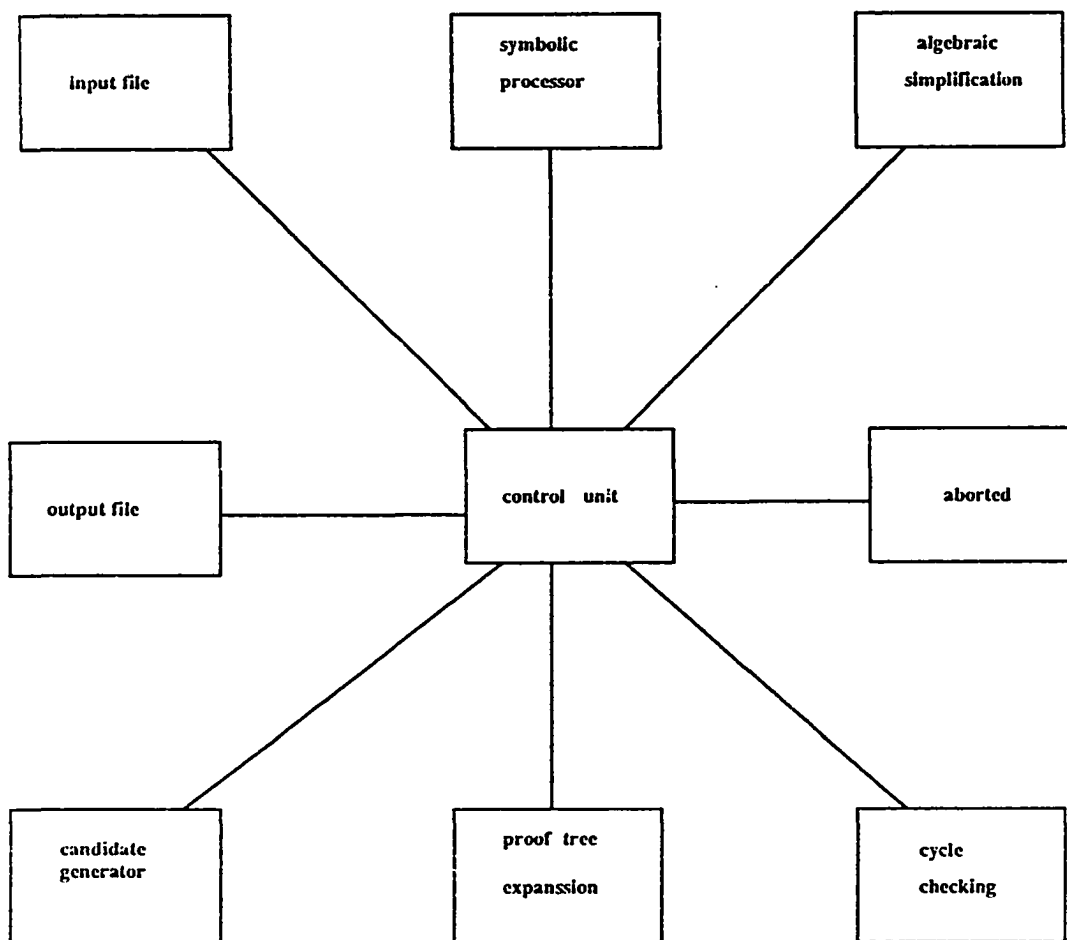 input file
symbolic
processor
algebraic
simplification
output file
control unit
aborted
candidate
generator
proof tree
expanssion
cycle
checking